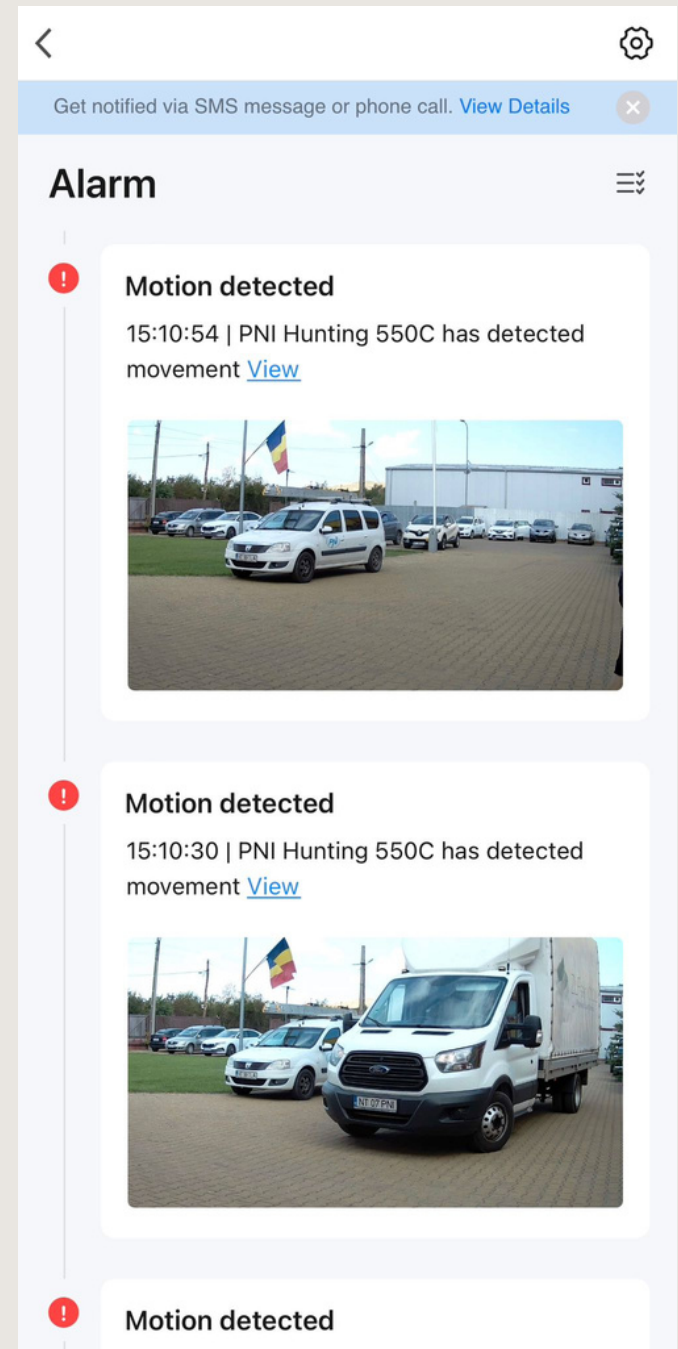 Get notified via SMS message or phone call. View Details
Alarm
Motion detected
15:10:54 | PNI Hunting 550C has detected
movement View
PNI
Motion detected
15:10:30 | PNI Hunting 550C has detected
movement View
NT 07 PNI
Motion detected